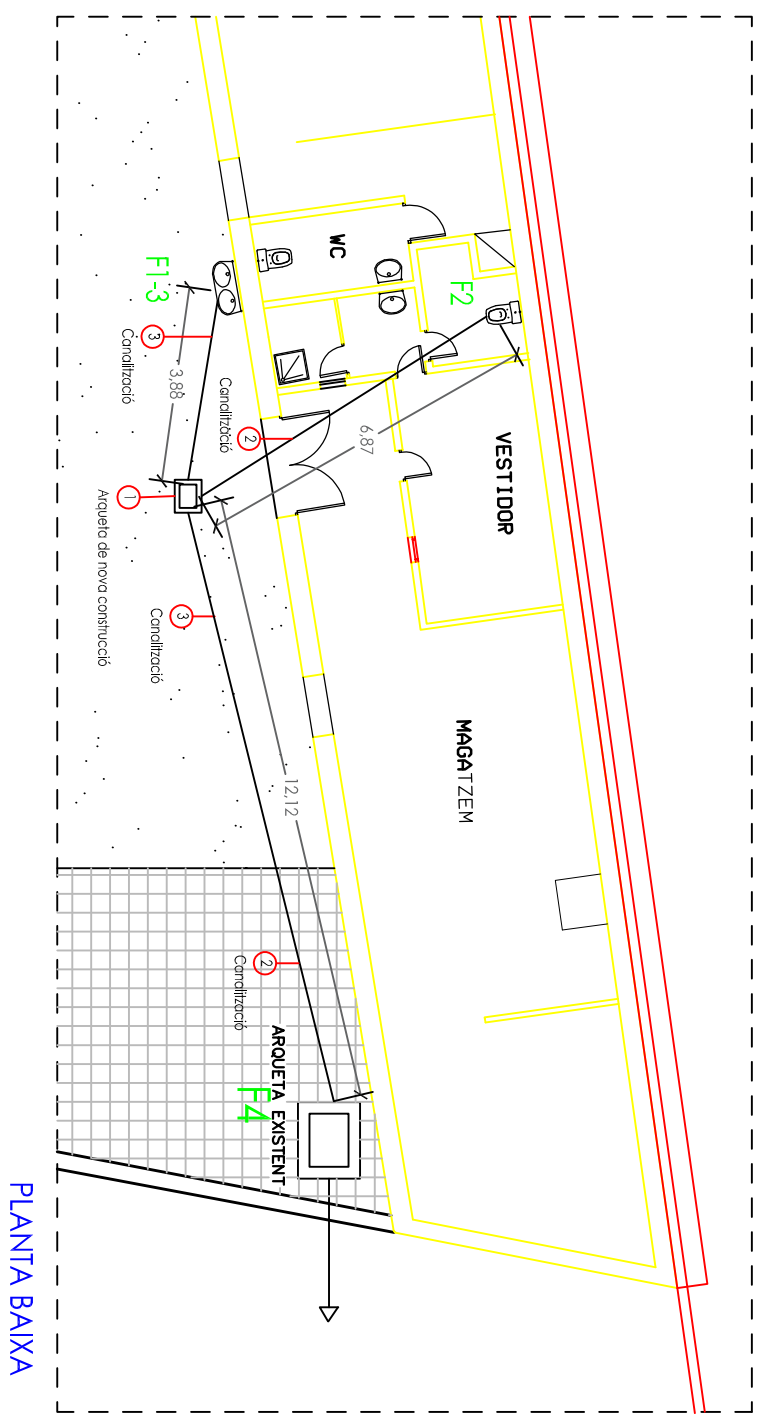 WC
F2
F1-3
3
Canalització
3,88
Canalització
2
6,87
VESTIDOR
1
Arqueta de nova construcció
3
Canalització
MAGATZEM
12,12
2
Canalització
ARQUETA EXISTENT
F4
PLANTA BAIXA